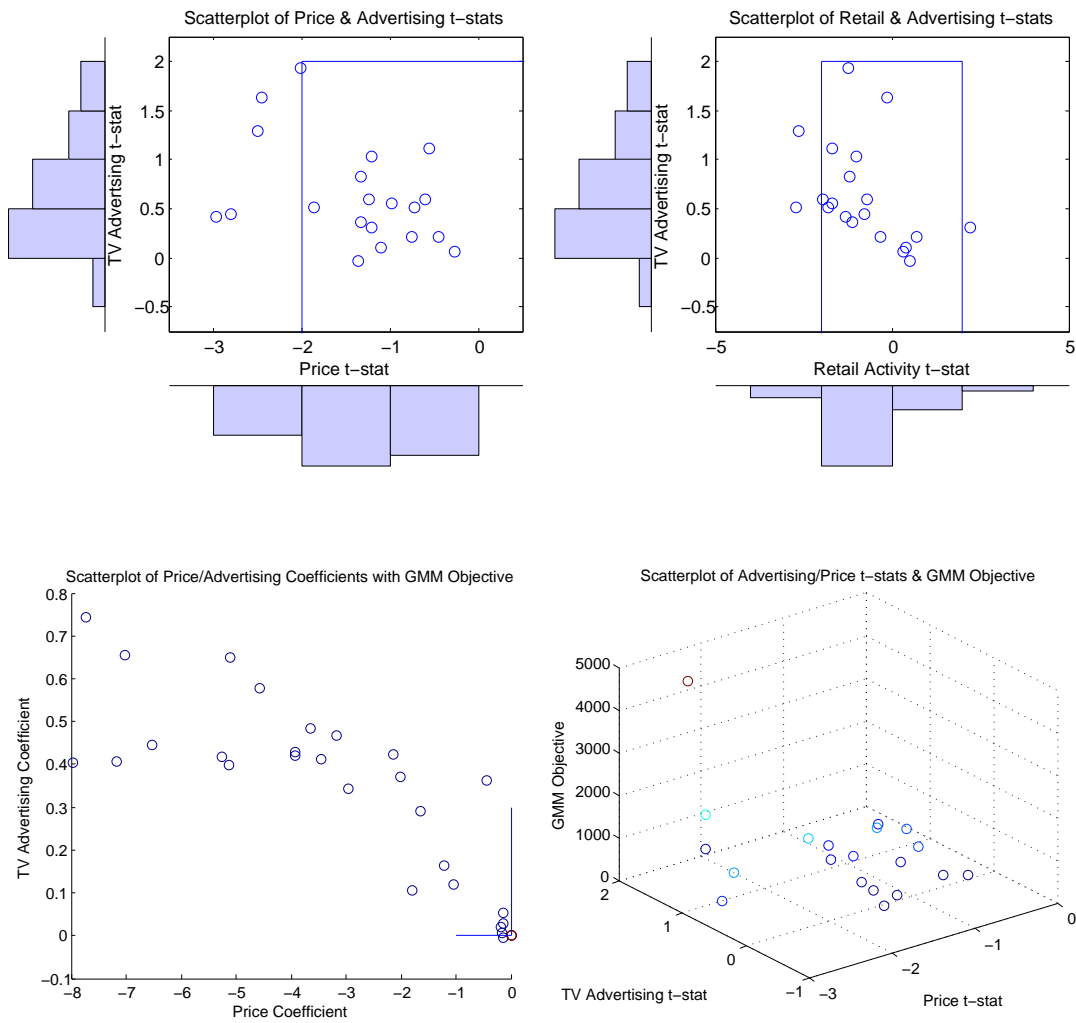 Scatterplot of Price & Advertising t−stats
TV Advertising t−stat
2
1.5
1
0.5
0
−0.5
−3 −2 −1 0
Price t−stat
Scatterplot of Retail & Advertising t−stats
TV Advertising t−stat
2
1.5
1
0.5
0
−0.5
−5 0 5
Retail Activity t−stat
Scatterplot of Price/Advertising Coefficients with GMM Objective
TV Advertising Coefficient
0.8
0.7
0.6
0.5
0.4
0.3
0.2
0.1
0
−0.1
−8 −7 −6 −5 −4 −3 −2 −1 0
Price Coefficient
Scatterplot of Advertising/Price t−stats & GMM Objective
GMM Objective
5000
4000
3000
2000
1000
0
2
1
0
−1
−3
−2
−1
0
TV Advertising t−stat
Price t−stat